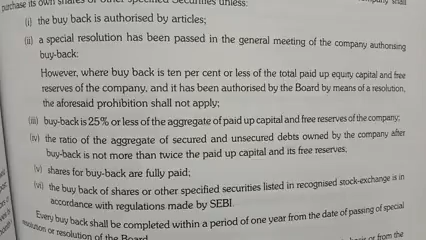 purchase its own shares or other specified securities unless:
(i) the buy back is authorised by articles;
(ii) a special resolution has been passed in the general meeting of the company authorising
buy-back:
However, where buy back is ten per cent or less of the total paid up equity capital and free
reserves of the company, and it has been authorised by the Board by means of a resolution,
the aforesaid prohibition shall not apply;
(iii) buy-back is 25% or less of the aggregate of paid up capital and free reserves of the company;
(iv) the ratio of the aggregate of secured and unsecured debts owned by the company after
buy-back is not more than twice the paid up capital and its free reserves;
(v) shares for buy-back are fully paid;
(vi) the buy back of shares or other specified securities listed in recognised stock-exchange is in
accordance with regulations made by SEBI.
Every buy back shall be completed within a period of one year from the date of passing of special
resolution or resolution of the Board